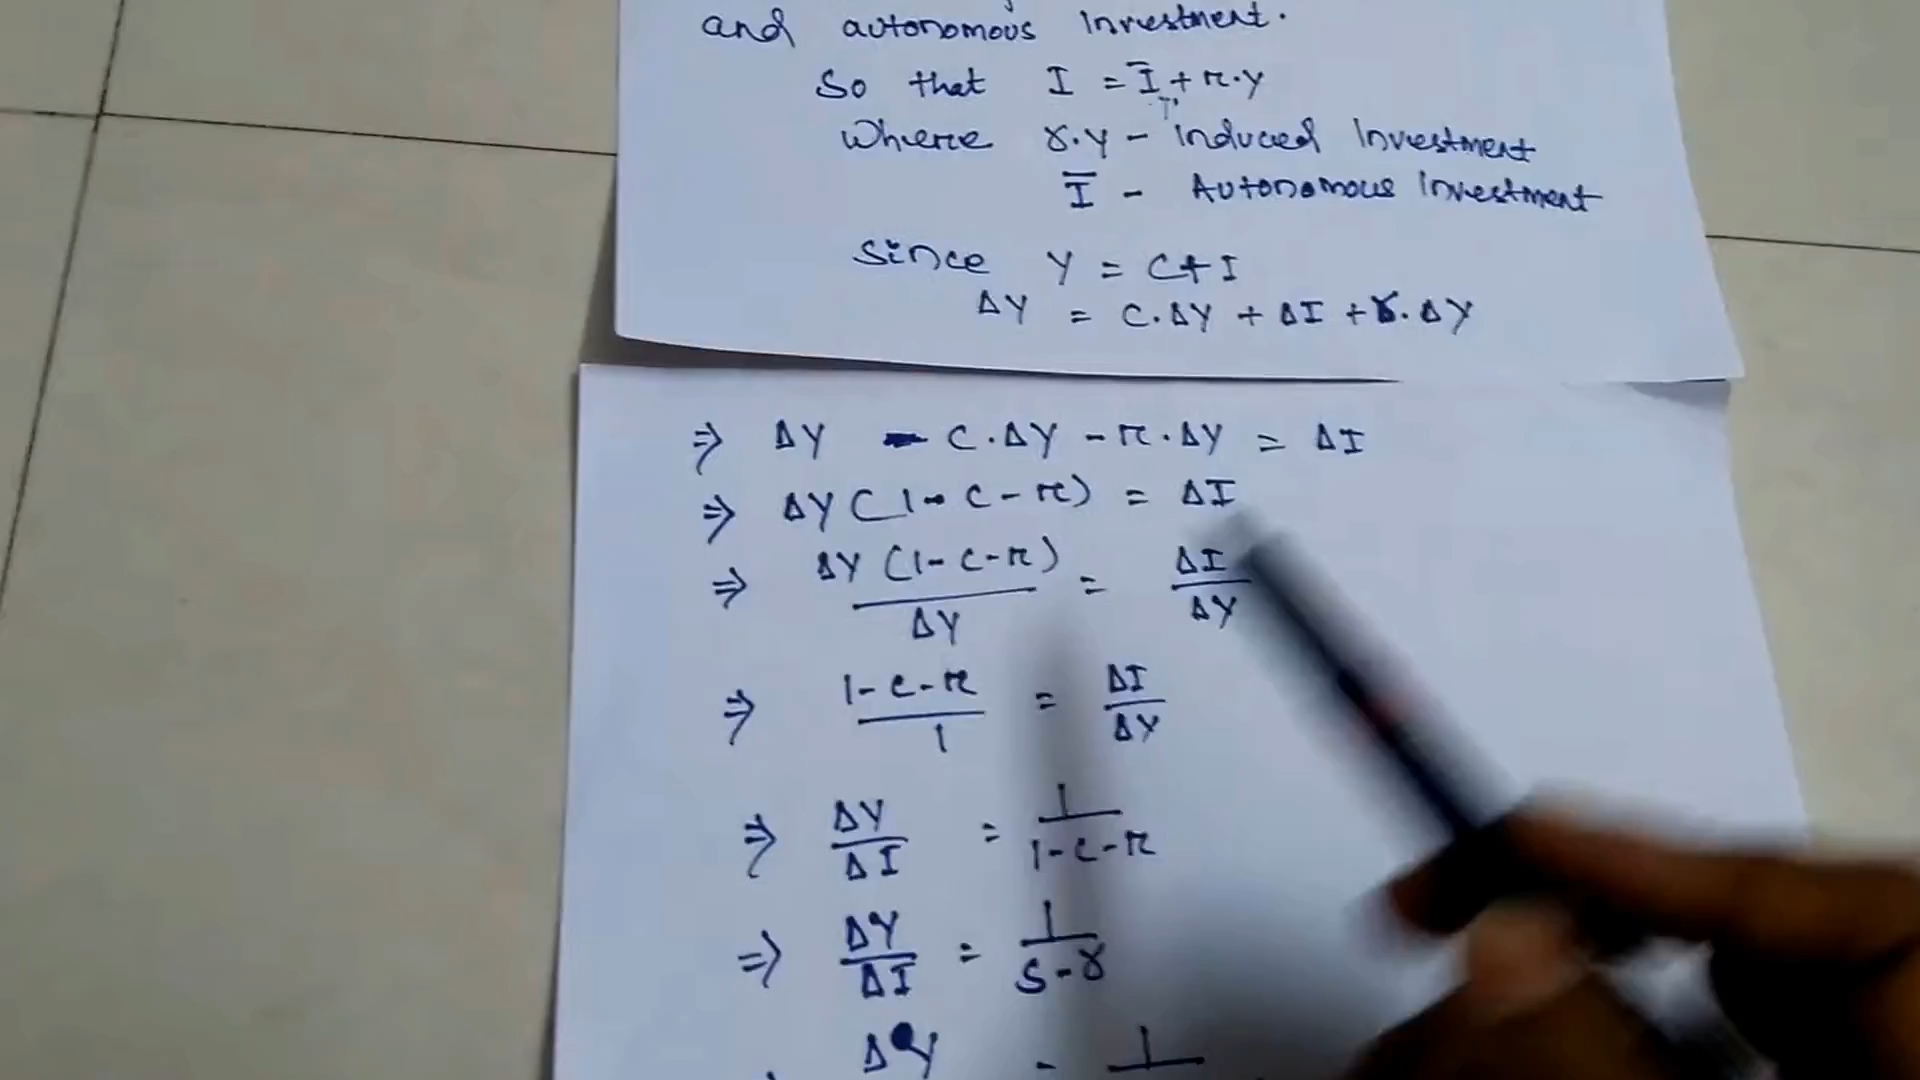 and autonomous Investment.
So that I = Ī + r.y
Where r.y - Induced Investment
Ī - Autonomous Investment
Since Y = C+I
ΔY = C.ΔY + ΔI + r.ΔY
⇒ ΔY - C.ΔY - r.ΔY = ΔI
⇒ ΔY (1-C-r) = ΔI
⇒ ΔY (1-C-r) / ΔY = ΔI / ΔY
⇒ 1-C-r / 1 = ΔI / ΔY
⇒ ΔY / ΔI = 1 / 1-C-r
⇒ ΔY / ΔI = 1 / S-r
ΔY = 1